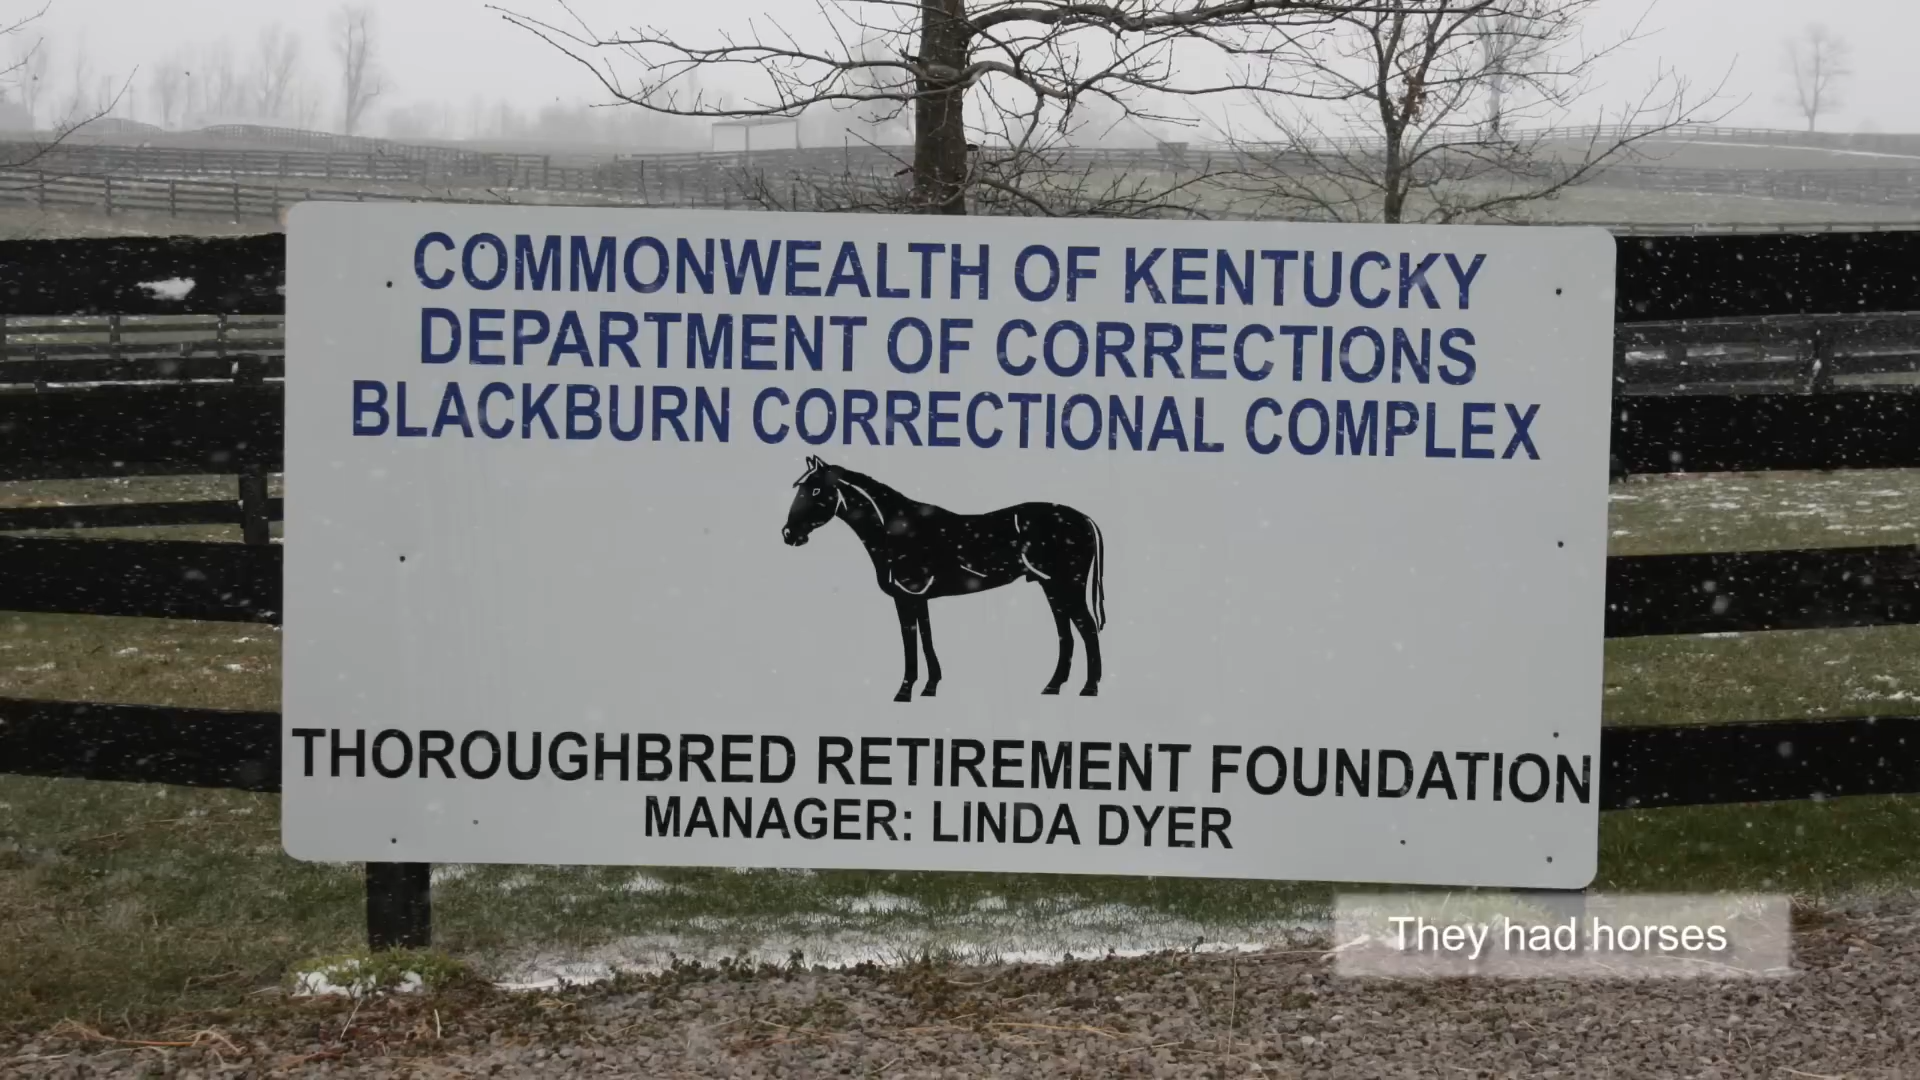 COMMONWEALTH OF KENTUCKY
DEPARTMENT OF CORRECTIONS
BLACKBURN CORRECTIONAL COMPLEX
THOROUGHBRED RETIREMENT FOUNDATION
MANAGER: LINDA DYER
They had horses